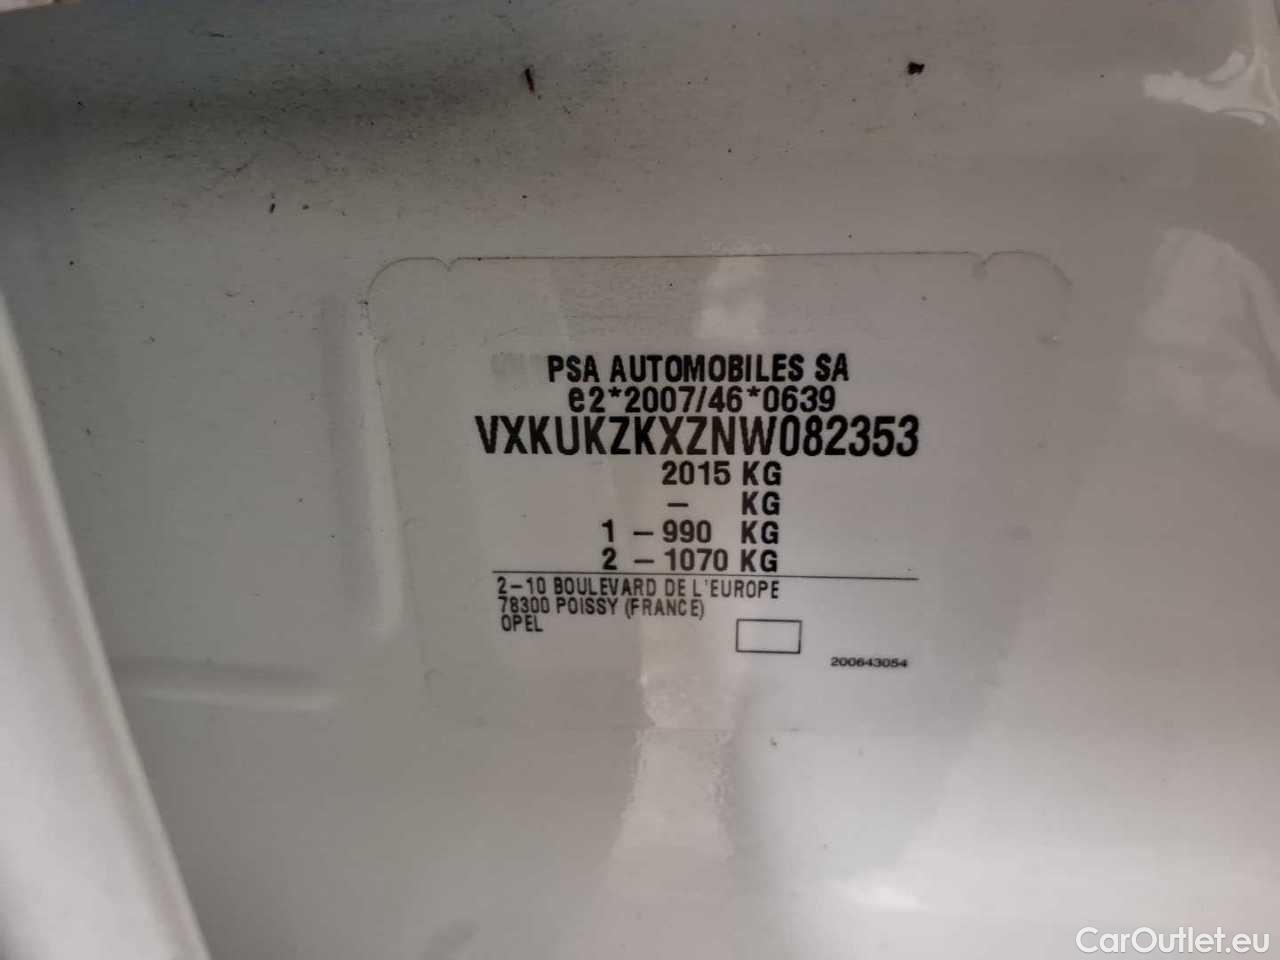 PSA AUTOMOBILES SA
e2*2007/46*0639
VXKUKZKXZNW082353
2015 KG
- KG
1 - 990 KG
2 - 1070 KG
2-10 BOULEVARD DE L'EUROPE
78300 POISSY (FRANCE)
OPEL
200643054
CarOutlet.eu